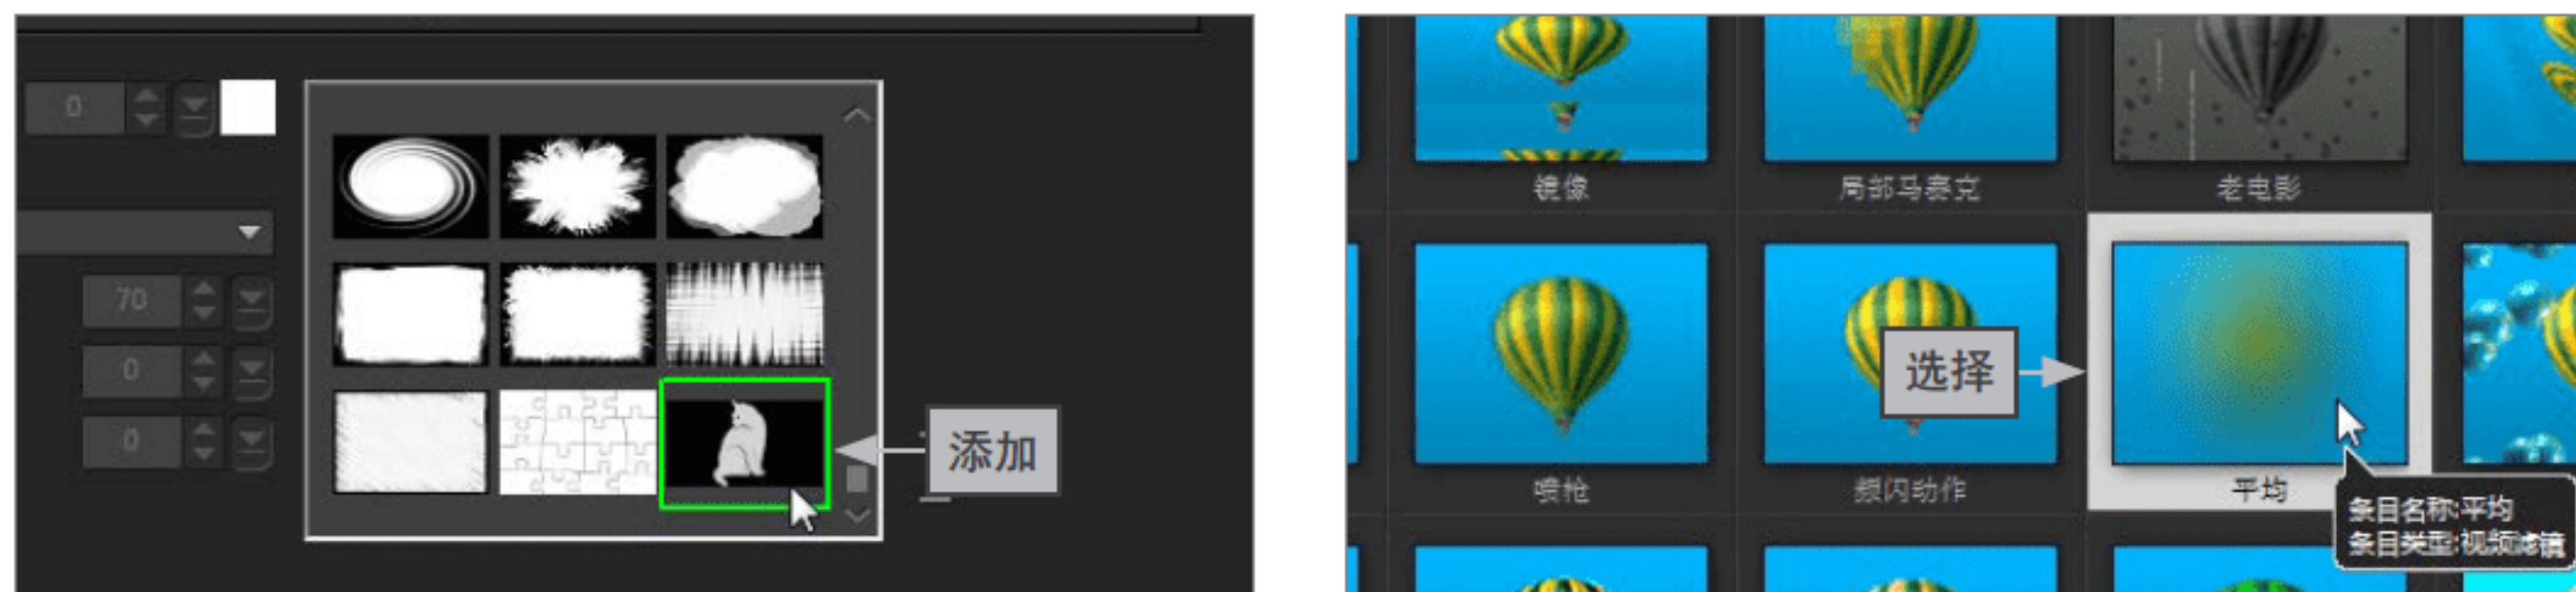 0
70
0
0
添加
镜像
局部马赛克
老电影
选择
喷枪
频闪动作
平均
条目名称:平均
条目类型:视频滤镜